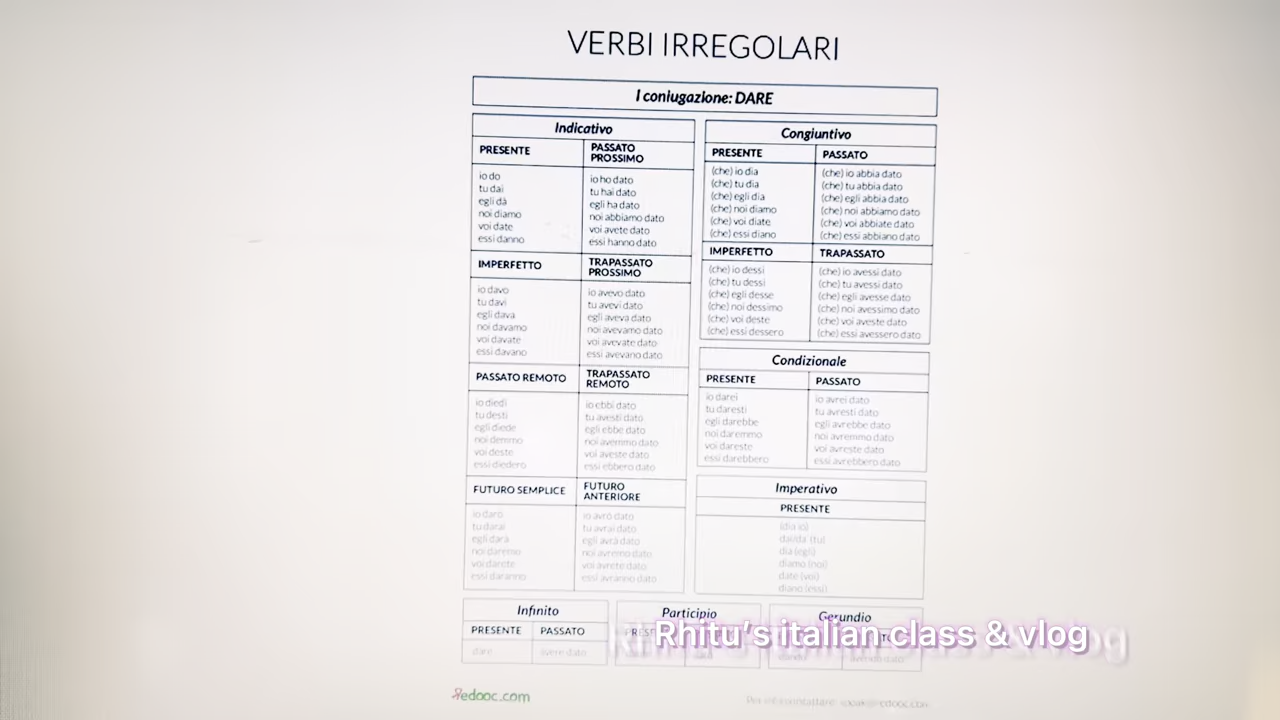 VERBI IRREGOLARI
I coniugazione: DARE
Indicativo
PRESENTE
io do
tu dai
egli dà
noi diamo
voi date
essi danno
PASSATO
PROSSIMO
io ho dato
tu hai dato
egli ha dato
noi abbiamo dato
voi avete dato
essi hanno dato
IMPERFETTO
io davo
tu davi
egli dava
noi davamo
voi davate
essi davano
TRAPASSATO
PROSSIMO
io avevo dato
tu avevi dato
egli aveva dato
noi avevamo dato
voi avevate dato
essi avevano dato
PASSATO REMOTO
io diedi
tu desti
egli diede
noi demmo
voi deste
essi diedero
TRAPASSATO
REMOTO
io ebbi dato
tu avesti dato
egli ebbe dato
noi avemmo dato
voi aveste dato
essi ebbero dato
FUTURO SEMPLICE
io darò
tu darai
egli darà
noi daremo
voi darete
essi daranno
FUTURO
ANTERIORE
io avrò dato
tu avrai dato
egli avrà dato
noi avremo dato
voi avrete dato
essi avranno dato
Congiuntivo
PRESENTE
(che) io dia
(che) tu dia
(che) egli dia
(che) noi diamo
(che) voi diate
(che) essi diano
PASSATO
(che) io abbia dato
(che) tu abbia dato
(che) egli abbia dato
(che) noi abbiamo dato
(che) voi abbiate dato
(che) essi abbiano dato
IMPERFETTO
(che) io dessi
(che) tu dessi
(che) egli desse
(che) noi dessimo
(che) voi deste
(che) essi dessero
TRAPASSATO
(che) io avessi dato
(che) tu avessi dato
(che) egli avesse dato
(che) noi avessimo dato
(che) voi aveste dato
(che) essi avessero dato
Condizionale
PRESENTE
io darei
tu daresti
egli darebbe
noi daremmo
voi dareste
essi darebbero
PASSATO
io avrei dato
tu avresti dato
egli avrebbe dato
noi avremmo dato
voi avreste dato
essi avrebbero dato
Imperativo
PRESENTE
(dia io)
(tu)
dia (egli)
diamo (noi)
date (voi)
diano (essi)
Infinito
PRESENTE
dare
PASSATO
avere dato
Participio
Gerundio
avendo dato
Rhitu's italian class & vlog
redooc.com